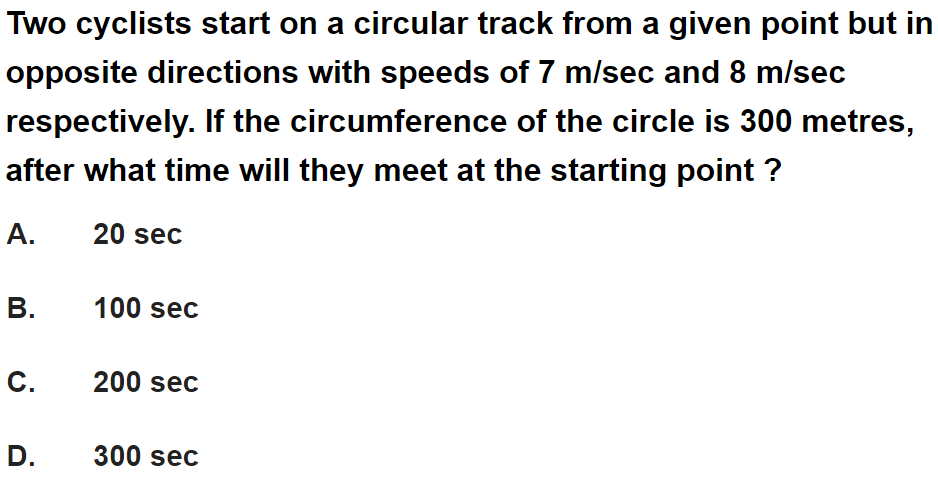 Two cyclists start on a circular track from a given point but in
opposite directions with speeds of 7 m/sec and 8 m/sec
respectively. If the circumference of the circle is 300 metres,
after what time will they meet at the starting point ?
A. 20 sec
B. 100 sec
C. 200 sec
D. 300 sec